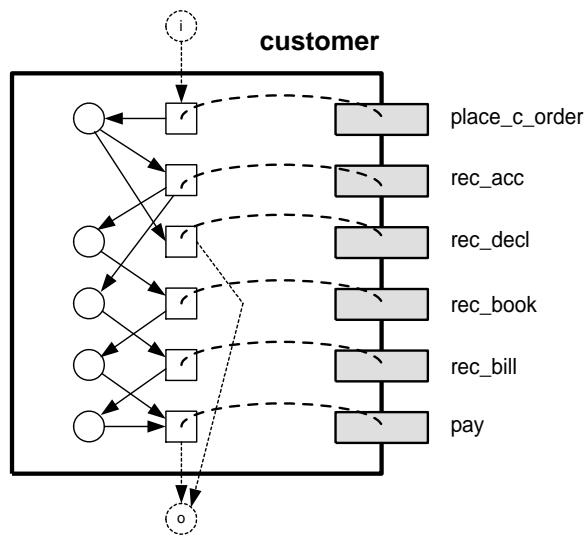 i
customer
place_c_order
rec_acc
rec_decl
rec_book
rec_bill
pay
o